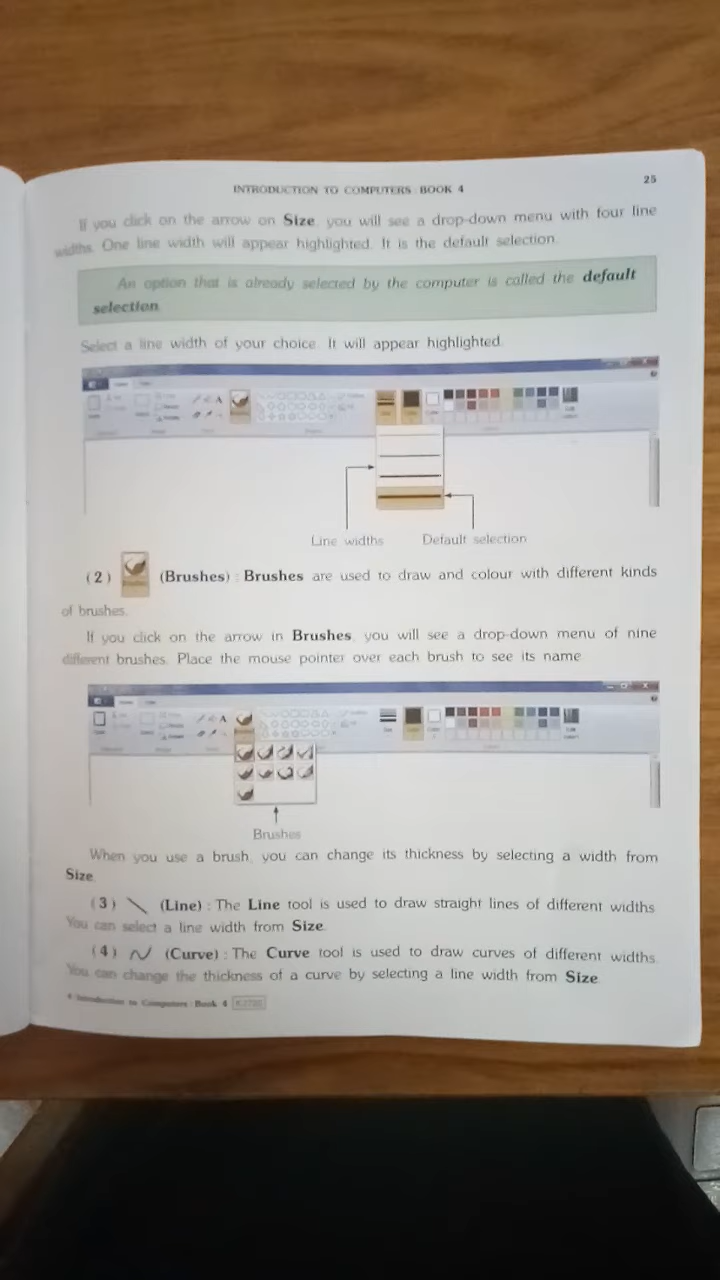 INTRODUCTION TO COMPUTERS : BOOK 4
25
If you click on the arrow on Size, you will see a drop-down menu with four line
widths. One line width will appear highlighted. It is the default selection.
An option that is already selected by the computer is called the default
selection.
Select a line width of your choice. It will appear highlighted.
Line widths
Default selection
(2) (Brushes) : Brushes are used to draw and colour with different kinds
of brushes.
If you click on the arrow in Brushes, you will see a drop-down menu of nine
different brushes. Place the mouse pointer over each brush to see its name.
Brushes
When you use a brush, you can change its thickness by selecting a width from
Size.
(3) (Line) : The Line tool is used to draw straight lines of different widths.
You can select a line width from Size.
(4) (Curve) : The Curve tool is used to draw curves of different widths.
You can change the thickness of a curve by selecting a line width from Size.
4 Introduction to Computers : Book 4